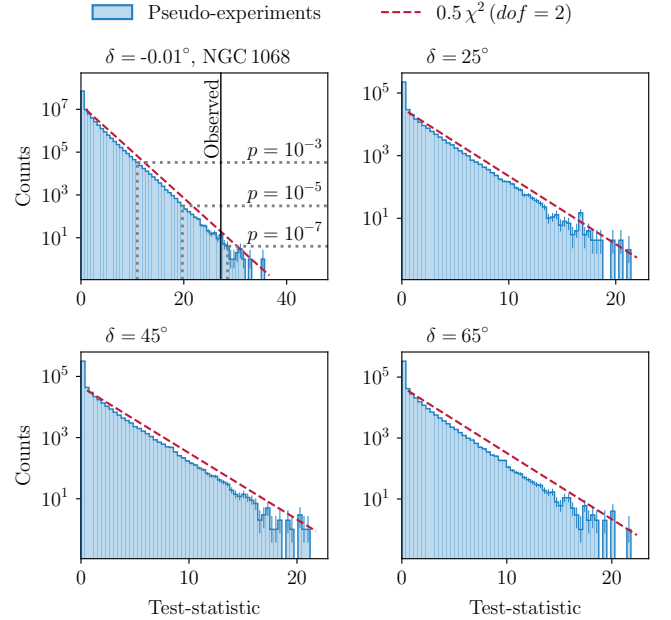 Pseudo-experiments 0.5 χ² (dof = 2)
δ = -0.01°, NGC 1068
δ = 25°
Counts
10⁷
10⁵
10³
10¹
Observed
p = 10⁻³
p = 10⁻⁵
p = 10⁻⁷
0 20 40
10⁵
10³
10¹
0 10 20
δ = 45°
δ = 65°
Counts
10⁵
10³
10¹
0 10 20
Test-statistic
10⁵
10³
10¹
0 10 20
Test-statistic